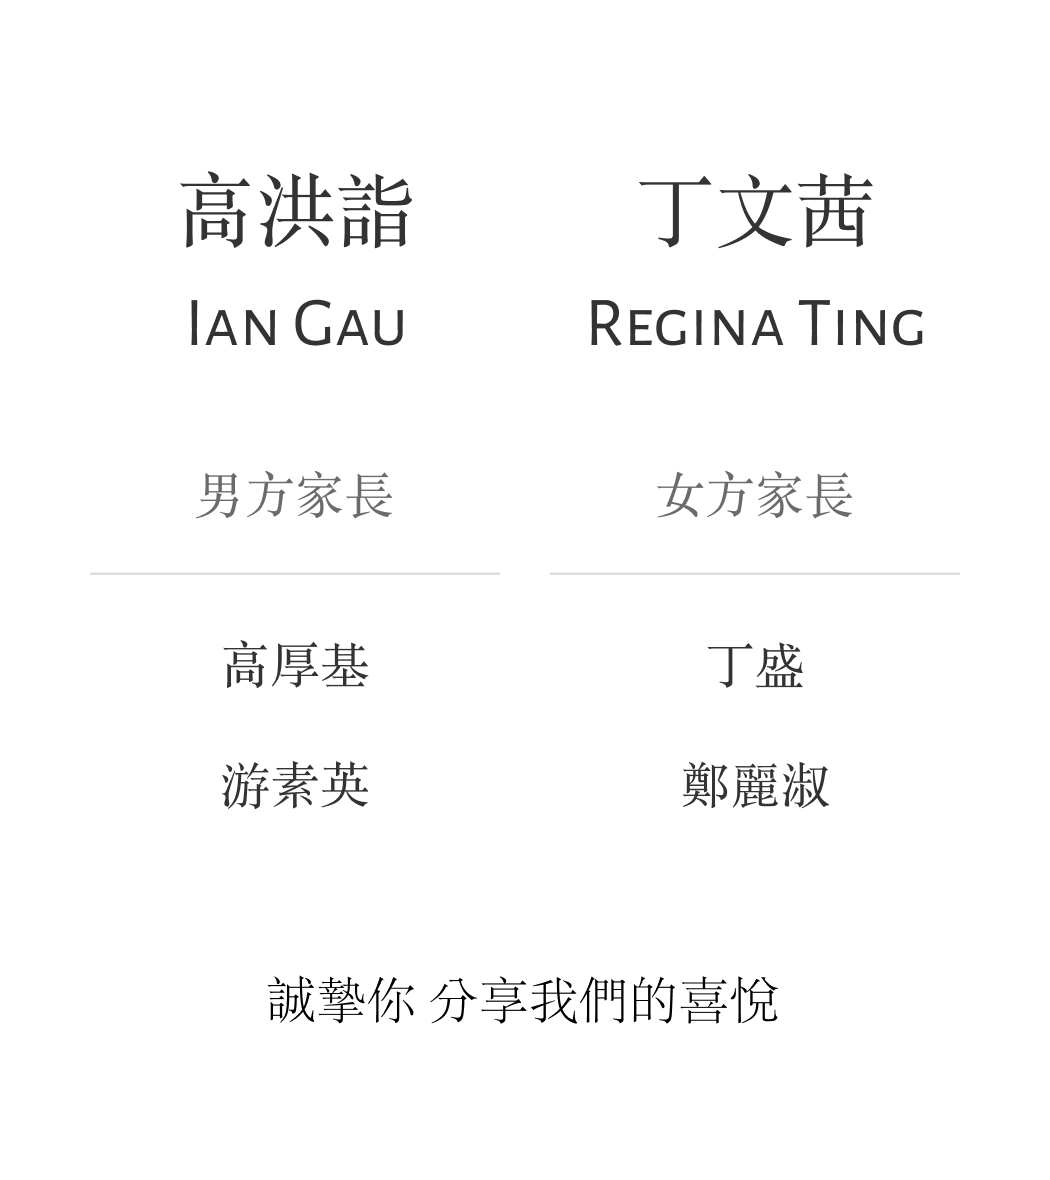 高洪詣
Ian Gau
丁文茜
Regina Ting
男方家長
高厚基
游素英
女方家長
丁盛
鄭麗淑
誠摯你 分享我們的喜悅